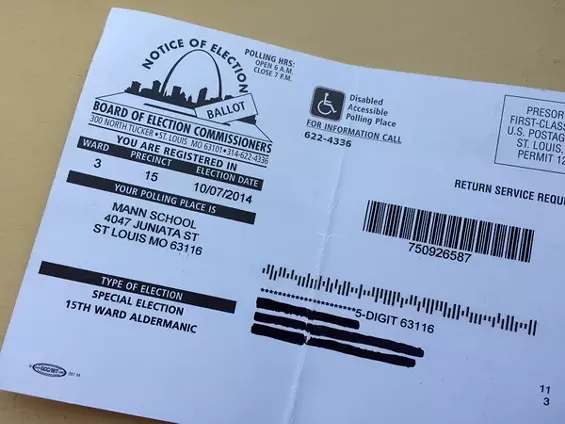 NOTICE OF ELECTION
BALLOT
POLLING HRS:
OPEN 6 A.M.
CLOSE 7 P.M.
BOARD OF ELECTION COMMISSIONERS
300 NORTH TUCKER • ST. LOUIS, MO 63101 • 314-622-4336
YOU ARE REGISTERED IN
WARD PRECINCT ELECTION DATE
3 15 10/07/2014
YOUR POLLING PLACE IS
MANN SCHOOL
4047 JUNIATA ST
ST LOUIS MO 63116
TYPE OF ELECTION
SPECIAL ELECTION
15TH WARD ALDERMANIC
Disabled
Accessible
Polling Place
FOR INFORMATION CALL
622-4336
PRESOR
FIRST-CLASS
U.S. POSTAG
ST. LOUIS,
PERMIT 12
RETURN SERVICE REQU
750926587
5-DIGIT 63116
11
3